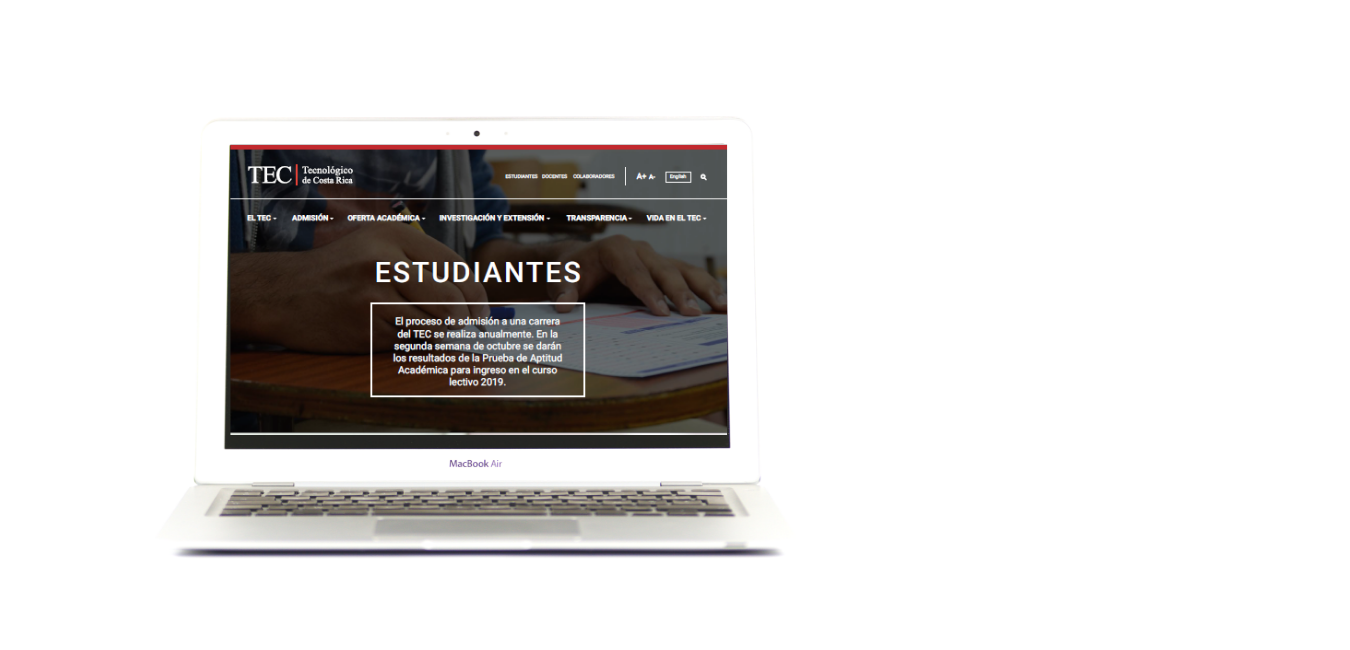 TEC Tecnológico
de Costa Rica
ESTUDIANTES DOCENTES COLABORADORES A+ A- English
EL TEC ADMISIÓN OFERTA ACADÉMICA INVESTIGACIÓN Y EXTENSIÓN TRANSPARENCIA VIDA EN EL TEC
ESTUDIANTES
El proceso de admisión a una carrera
del TEC se realiza anualmente. En la
segunda semana de octubre se darán
los resultados de la Prueba de Aptitud
Académica para ingreso en el curso
lectivo 2019.
MacBook Air